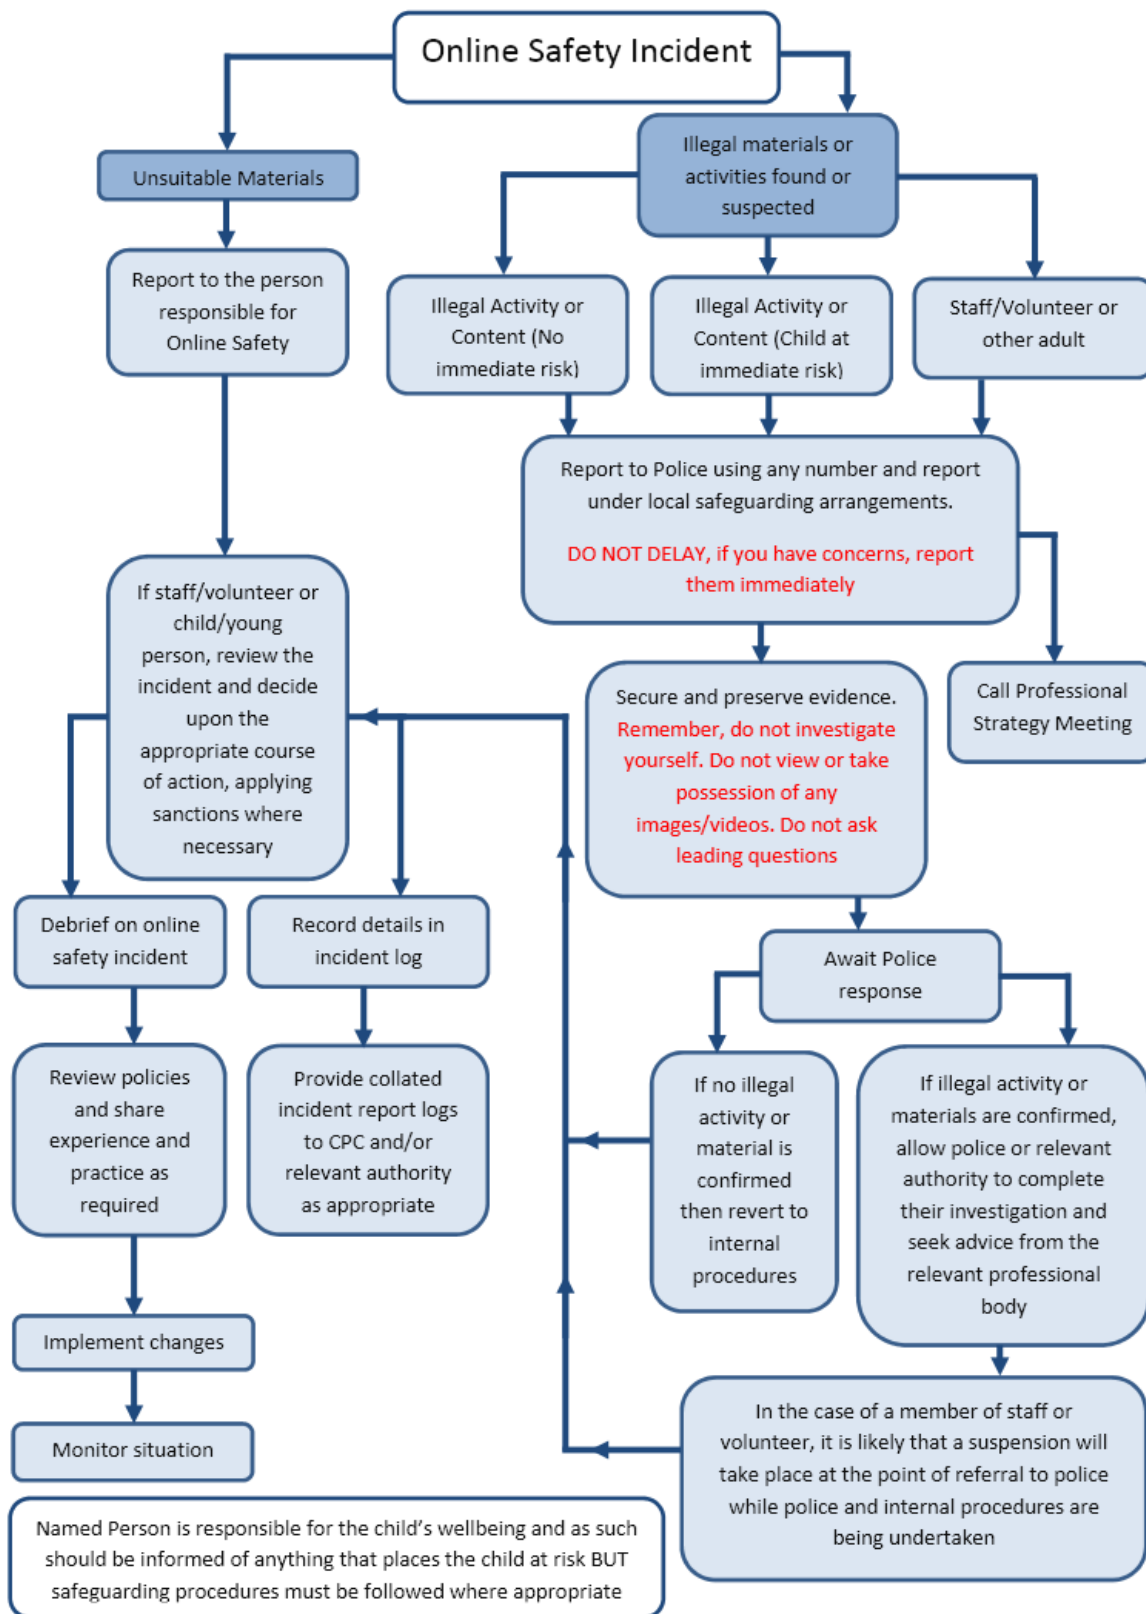 Online Safety Incident
Unsuitable Materials
Illegal materials or
activities found or
suspected
Report to the person
responsible for
Online Safety
Illegal Activity or
Content (No
immediate risk)
Illegal Activity or
Content (Child at
immediate risk)
Staff/Volunteer or
other adult
Report to Police using any number and report
under local safeguarding arrangements.
DO NOT DELAY, if you have concerns, report
them immediately
If staff/volunteer or
child/young
person, review the
incident and decide
upon the
appropriate course
of action, applying
sanctions where
necessary
Secure and preserve evidence.
Remember, do not investigate
yourself. Do not view or take
possession of any
images/videos. Do not ask
leading questions
Call Professional
Strategy Meeting
Debrief on online
safety incident
Record details in
incident log
Await Police
response
Review policies
and share
experience and
practice as
required
Provide collated
incident report logs
to CPC and/or
relevant authority
as appropriate
If no illegal
activity or
material is
confirmed
then revert to
internal
procedures
If illegal activity or
materials are confirmed,
allow police or relevant
authority to complete
their investigation and
seek advice from the
relevant professional
body
Implement changes
Monitor situation
In the case of a member of staff or
volunteer, it is likely that a suspension will
take place at the point of referral to police
while police and internal procedures are
being undertaken
Named Person is responsible for the child's wellbeing and as such
should be informed of anything that places the child at risk BUT
safeguarding procedures must be followed where appropriate